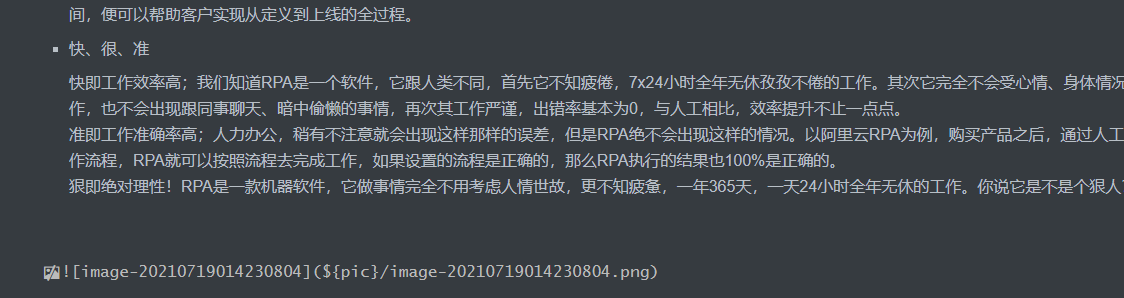 间，便可以帮助客户实现从定义到上线的全过程。
▪ 快、很、准
快即工作效率高；我们知道RPA是一个软件，它跟人类不同，首先它不知疲倦，7x24小时全年无休孜孜不倦的工作。其次它完全不会受心情、身体情况
作，也不会出现跟同事聊天、暗中偷懒的事情，再次其工作严谨，出错率基本为0，与人工相比，效率提升不止一点点。
准即工作准确率高；人力办公，稍有不注意就会出现这样那样的误差，但是RPA绝不会出现这样的情况。以阿里云RPA为例，购买产品之后，通过人工
作流程，RPA就可以按照流程去完成工作，如果设置的流程是正确的，那么RPA执行的结果也100%是正确的。
狠即绝对理性！RPA是一款机器软件，它做事情完全不用考虑人情世故，更不知疲惫，一年365天，一天24小时全年无休的工作。你说它是不是个狠人
![image-20210719014230804](${pic}/image-20210719014230804.png)